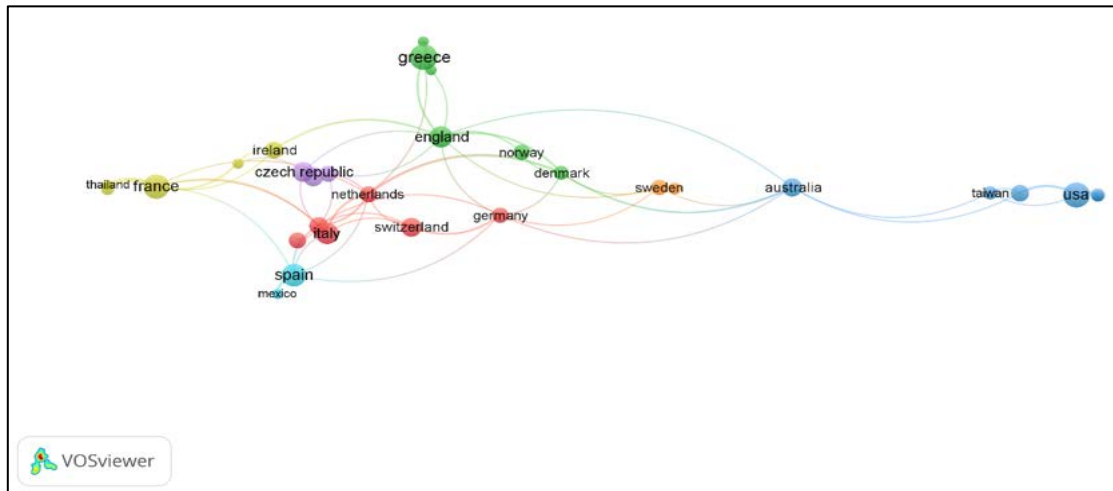 greece
england
ireland
norway
czech republic
denmark
thailand
france
netherlands
sweden
australia
taiwan
usa
germany
switzerland
italy
spain
mexico
VOSviewer